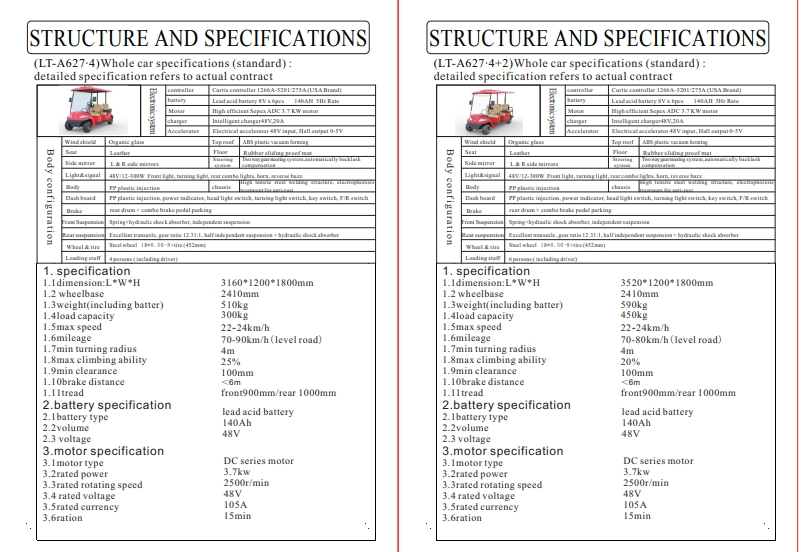 STRUCTURE AND SPECIFICATIONS
(LT-A627·4)Whole car specifications (standard) :
detailed specification refers to actual contract
Electronic system
controller Curtis controller 1266A-5201/275A (USA Brand)
battery Lead acid battery 8V x 6pcs 140AH 5Hr Rate
Motor High efficient Sepex ADC 3.7 KW motor
charger Intelligent charger48V,20A
Accelerator Electrical accelerator 48V input, Hall output 0-5V
Body configuration
Wind shield Organic glass Top roof ABS plastic vacuum forming
Seat Leather Floor Rubber sliding proof mat
Side mirror L & R side mirrors Steering system Two way gear steering system,automatically backlash compensation
Light&signal 48V/12-300W Front light, turning light, rear combo lights, horn, reverse buzz
Body PP plastic injection chassis High tensile steel welding structure, electrophoresis treatment for anti-rust
Dash board PP plastic injection, power indicator, head light switch, turning light switch, key switch, F/R switch
Brake rear drum + combo brake pedal parking
Front Suspension Spring+hydraulic shock absorber, independent suspension
Rear suspension Excellent transaxle, gear ratio 12.31:1, half independent suspension + hydraulic shock absorber
Wheel & tire Steel wheel 18*8.50-8+tire (452mm)
Loading staff 4 persons ( including driver)
1. specification
1.1dimension:L*W*H 3160*1200*1800mm
1.2 wheelbase 2410mm
1.3weight(including batter) 510kg
1.4load capacity 300kg
1.5max speed 22-24km/h
1.6mileage 70-90km/h（level road）
1.7min turning radius 4m
1.8max climbing ability 25%
1.9min clearance 100mm
1.10brake distance <6m
1.11tread front900mm/rear 1000mm
2.battery specification
2.1battery type lead acid battery
2.2volume 140Ah
2.3 voltage 48V
3.motor specification
3.1motor type DC series motor
3.2rated power 3.7kw
3.3rated rotating speed 2500r/min
3.4 rated voltage 48V
3.5rated currency 105A
3.6ration 15min
STRUCTURE AND SPECIFICATIONS
(LT-A627·4+2)Whole car specifications (standard) :
detailed specification refers to actual contract
Electronic system
controller Curtis controller 1266A-5201/275A (USA Brand)
battery Lead acid battery 8V x 6pcs 140AH 5Hr Rate
Motor High efficient Sepex ADC 3.7 KW motor
charger Intelligent charger48V,20A
Accelerator Electrical accelerator 48V input, Hall output 0-5V
Body configuration
Wind shield Organic glass Top roof ABS plastic vacuum forming
Seat Leather Floor Rubber sliding proof mat
Side mirror L & R side mirrors Steering system Two way gear steering system,automatically backlash compensation
Light&signal 48V/12-300W Front light, turning light, rear combo lights, horn, reverse buzz
Body PP plastic injection chassis High tensile steel welding structure, electrophoresis treatment for anti-rust
Dash board PP plastic injection, power indicator, head light switch, turning light switch, key switch, F/R switch
Brake rear drum + combo brake pedal parking
Front Suspension Spring+hydraulic shock absorber, independent suspension
Rear suspension Excellent transaxle, gear ratio 12.31:1, half independent suspension + hydraulic shock absorber
Wheel & tire Steel wheel 18*8.50-8+tire (452mm)
Loading staff 6 persons ( including driver)
1. specification
1.1dimension:L*W*H 3520*1200*1800mm
1.2 wheelbase 2410mm
1.3weight(including batter) 590kg
1.4load capacity 450kg
1.5max speed 22-24km/h
1.6mileage 70-80km/h（level road）
1.7min turning radius 4m
1.8max climbing ability 20%
1.9min clearance 100mm
1.10brake distance <6m
1.11tread front900mm/rear 1000mm
2.battery specification
2.1battery type lead acid battery
2.2volume 140Ah
2.3 voltage 48V
3.motor specification
3.1motor type DC series motor
3.2rated power 3.7kw
3.3rated rotating speed 2500r/min
3.4 rated voltage 48V
3.5rated currency 105A
3.6ration 15min